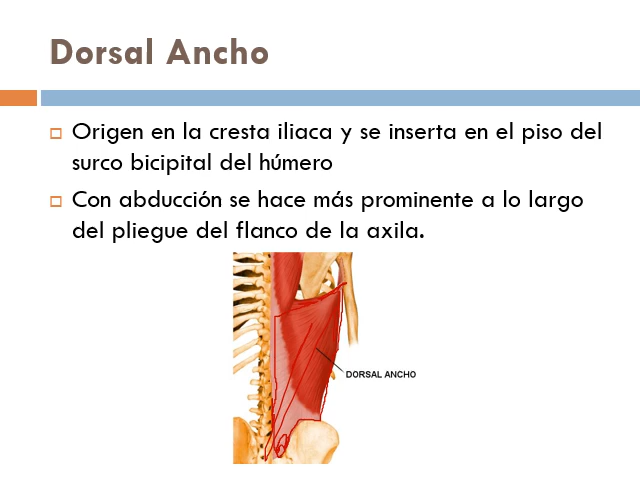 Dorsal Ancho
Origen en la cresta iliaca y se inserta en el piso del
surco bicipital del húmero
Con abducción se hace más prominente a lo largo
del pliegue del flanco de la axila.
DORSAL ANCHO